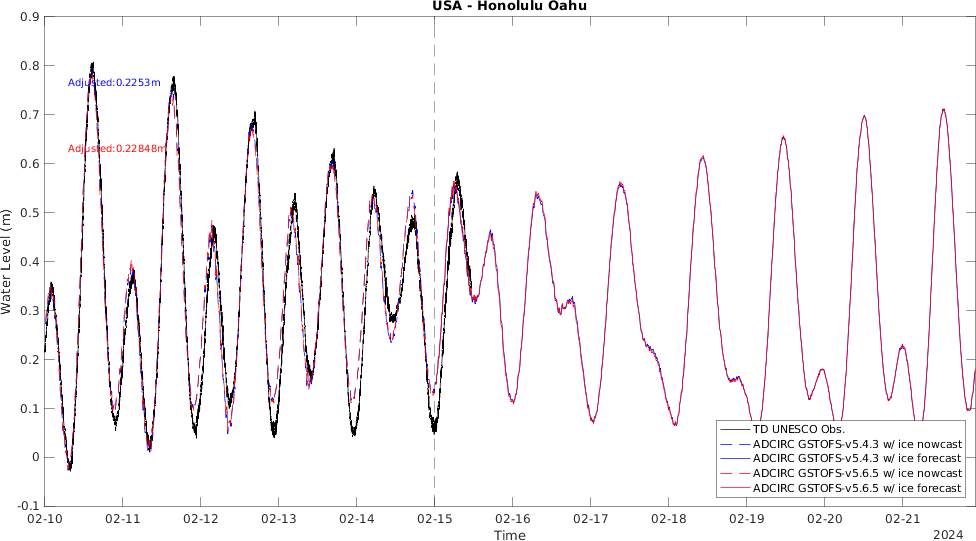 USA - Honolulu Oahu
0.9
0.8
Adjusted:0.2253m
0.7
Adjusted:0.22848m
0.6
0.5
0.4
0.3
0.2
0.1
0
-0.1
Water Level (m)
TD UNESCO Obs.
ADCIRC GSTOFS-v5.4.3 w/ ice nowcast
ADCIRC GSTOFS-v5.4.3 w/ ice forecast
ADCIRC GSTOFS-v5.6.5 w/ ice nowcast
ADCIRC GSTOFS-v5.6.5 w/ ice forecast
02-10 02-11 02-12 02-13 02-14 02-15 02-16 02-17 02-18 02-19 02-20 02-21
Time
2024